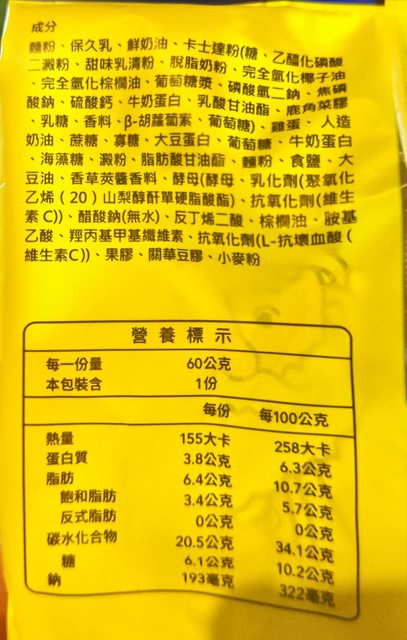 成分
麵粉、保久乳、鮮奶油、卡士達粉(糖、乙醯化磷酸
二澱粉、甜味乳清粉、脫脂奶粉、完全氫化椰子油
、完全氫化棕櫚油、葡萄糖漿、磷酸氫二鈉、焦磷
酸鈉、硫酸鈣、牛奶蛋白、乳酸甘油酯、鹿角菜膠
、乳糖、香料、β-胡蘿蔔素、葡萄糖)、雞蛋、人造
奶油、蔗糖、寡糖、大豆蛋白、葡萄糖、牛奶蛋白
、海藻糖、澱粉、脂肪酸甘油酯、麵粉、食鹽、大
豆油、香草莢醬香料、酵母(酵母、乳化劑(聚氧化
乙烯（20）山梨醇酐單硬脂酸酯)、抗氧化劑(維生
素C))、醋酸鈉(無水)、反丁烯二酸、棕櫚油、胺基
乙酸、羥丙基甲基纖維素、抗氧化劑(L-抗壞血酸(
維生素C))、果膠、關華豆膠、小麥粉
營養標示
每一份量 60公克
本包裝含 1份
每份 每100公克
熱量 155大卡 258大卡
蛋白質 3.8公克 6.3公克
脂肪 6.4公克 10.7公克
飽和脂肪 3.4公克 5.7公克
反式脂肪 0公克 0公克
碳水化合物 20.5公克 34.1公克
糖 6.1公克 10.2公克
鈉 193毫克 322毫克